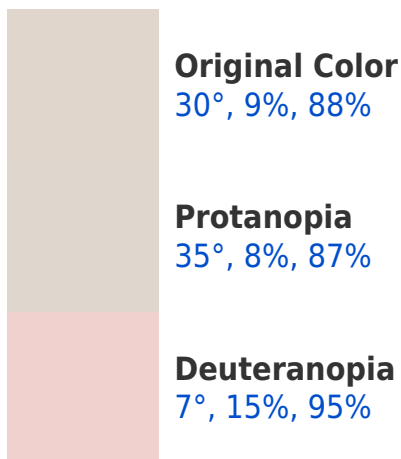 Original Color
30°, 9%, 88%
Protanopia
35°, 8%, 87%
Deuteranopia
7°, 15%, 95%